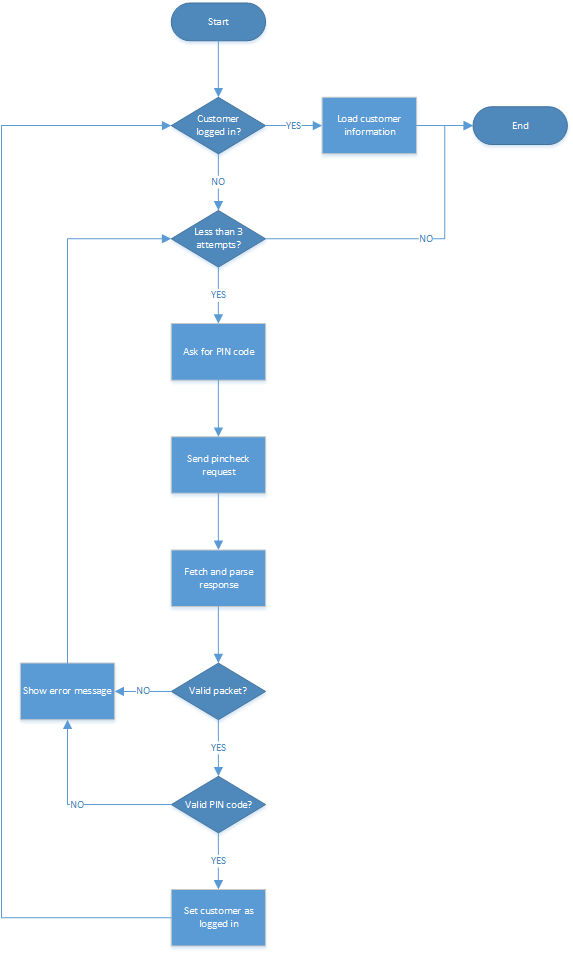 Start
Customer
logged in?
YES
Load customer
information
End
NO
Less than 3
attempts?
NO
YES
Ask for PIN code
Send pincheck
request
Fetch and parse
response
Show error message
NO
Valid packet?
YES
NO
Valid PIN code?
YES
Set customer as
logged in